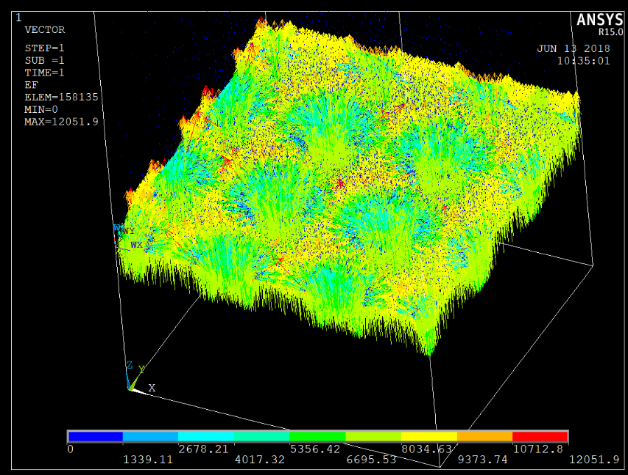 1
ANSYS
R15.0
VECTOR
STEP=1
SUB =1
TIME=1
EF
ELEM=158135
MIN=0
MAX=12051.9
JUN 13 2018
10:35:01
WX
Z
Y
X
0
2678.21
5356.42
8034.63
10712.8
1339.11
4017.32
6695.53
9373.74
12051.9